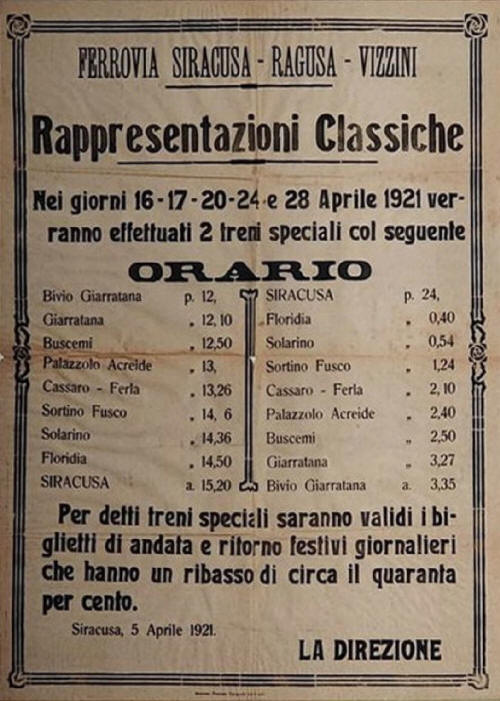 FERROVIA SIRACUSA - RAGUSA - VIZZINI
Rappresentazioni Classiche
Nei giorni 16-17-20-24 e 28 Aprile 1921 ver-
ranno effettuati 2 treni speciali col seguente
ORARIO
Bivio Giarratana p. 12,
Giarratana „ 12,10
Buscemi „ 12,50
Palazzolo Acreide „ 13,
Cassaro - Ferla „ 13,26
Sortino Fusco „ 14, 6
Solarino „ 14,36
Floridia „ 14,50
SIRACUSA a. 15,20
SIRACUSA p. 24,
Floridia „ 0,40
Solarino „ 0,54
Sortino Fusco „ 1,24
Cassaro - Ferla „ 2,10
Palazzolo Acreide „ 2,40
Buscemi „ 2,50
Giarratana „ 3,27
Bivio Giarratana a. 3,35
Per detti treni speciali saranno validi i bi-
glietti di andata e ritorno festivi giornalieri
che hanno un ribasso di circa il quaranta
per cento.
Siracusa, 5 Aprile 1921.
LA DIREZIONE